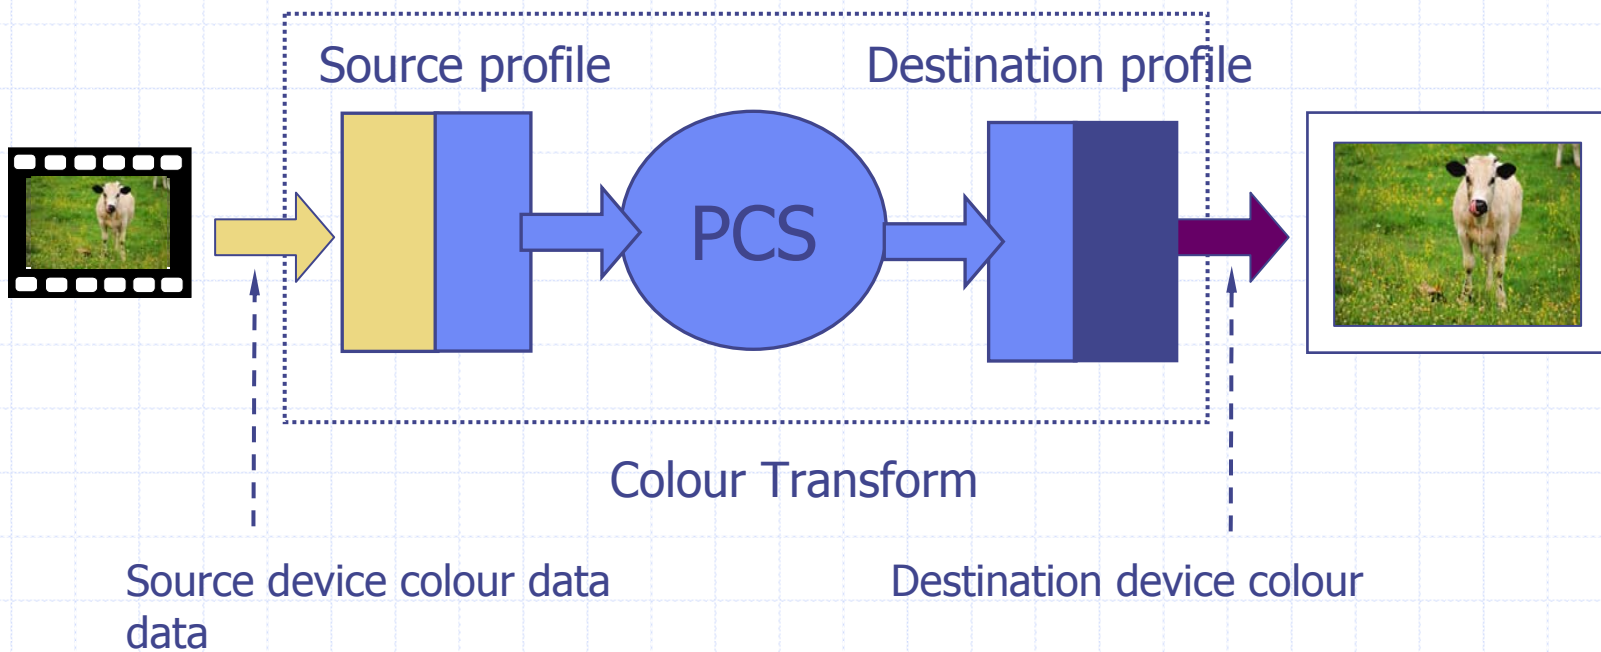 Source profile
Destination profile
PCS
Colour Transform
Source device colour data
data
Destination device colour